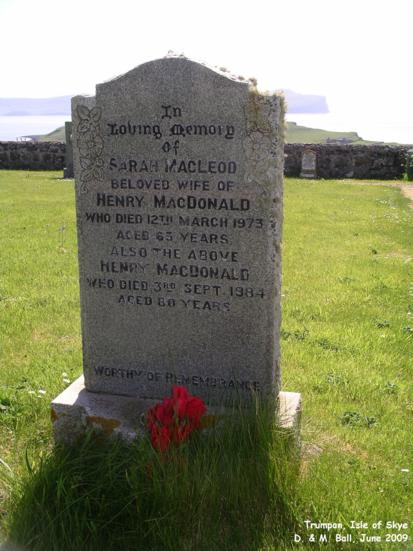 In
Loving Memory
of
SARAH MACLEOD
BELOVED WIFE OF
HENRY MACDONALD
WHO DIED 12TH MARCH 1973
AGED 65 YEARS.
ALSO THE ABOVE
HENRY MACDONALD
WHO DIED 3RD SEPT. 1984
AGED 80 YEARS
WORTHY OF REMEMBRANCE
Trumpan, Isle of Skye
D. & M. Ball, June 2009